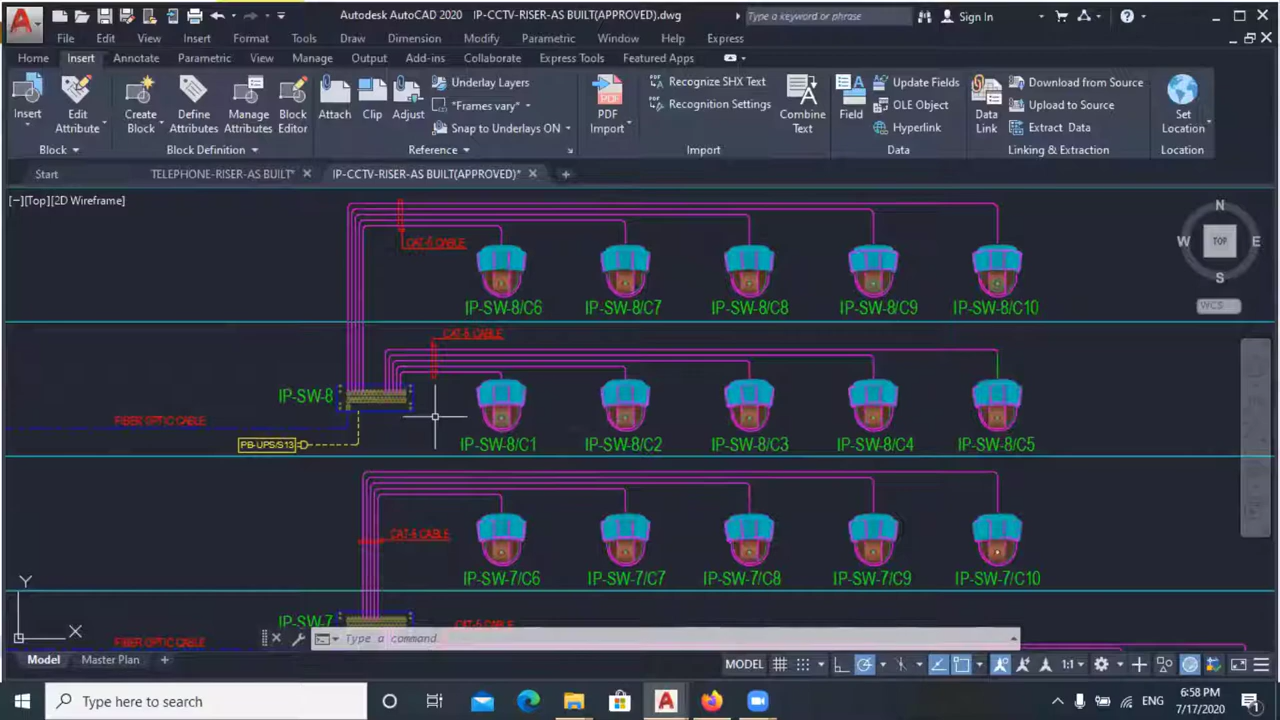 Autodesk AutoCAD 2020 IP-CCTV-RISER-AS BUILT(APPROVED).dwg Type a keyword or phrase Sign In
File Edit View Insert Format Tools Draw Dimension Modify Parametric Window Help Express
Home Insert Annotate Parametric View Manage Output Add-ins Collaborate Express Tools Featured Apps
Insert
Edit Attribute
Block
Create Block
Define Attributes
Manage Attributes
Block Editor
Block Definition
Attach
Clip
Adjust
Underlay Layers
*Frames vary*
Snap to Underlays ON
Reference
PDF Import
Recognize SHX Text
Recognition Settings
Combine Text
Import
Field
Update Fields
OLE Object
Hyperlink
Data
Data Link
Download from Source
Upload to Source
Extract Data
Linking & Extraction
Set Location
Location
Start TELEPHONE-RISER-AS BUILT* IP-CCTV-RISER-AS BUILT(APPROVED)*
[−][Top][2D Wireframe]
N
W TOP E
S
WCS
CAT-6 CABLE
IP-SW-8/C6 IP-SW-8/C7 IP-SW-8/C8 IP-SW-8/C9 IP-SW-8/C10
CAT-6 CABLE
IP-SW-8
FIBER OPTIC CABLE
PB-UPS/S13
IP-SW-8/C1 IP-SW-8/C2 IP-SW-8/C3 IP-SW-8/C4 IP-SW-8/C5
CAT-6 CABLE
IP-SW-7/C6 IP-SW-7/C7 IP-SW-7/C8 IP-SW-7/C9 IP-SW-7/C10
Y
X
IP-SW-7
FIBER OPTIC CABLE
CAT-6 CABLE
Type a command
Model Master Plan
MODEL 1:1
Type here to search
ENG
6:58 PM
7/17/2020
1